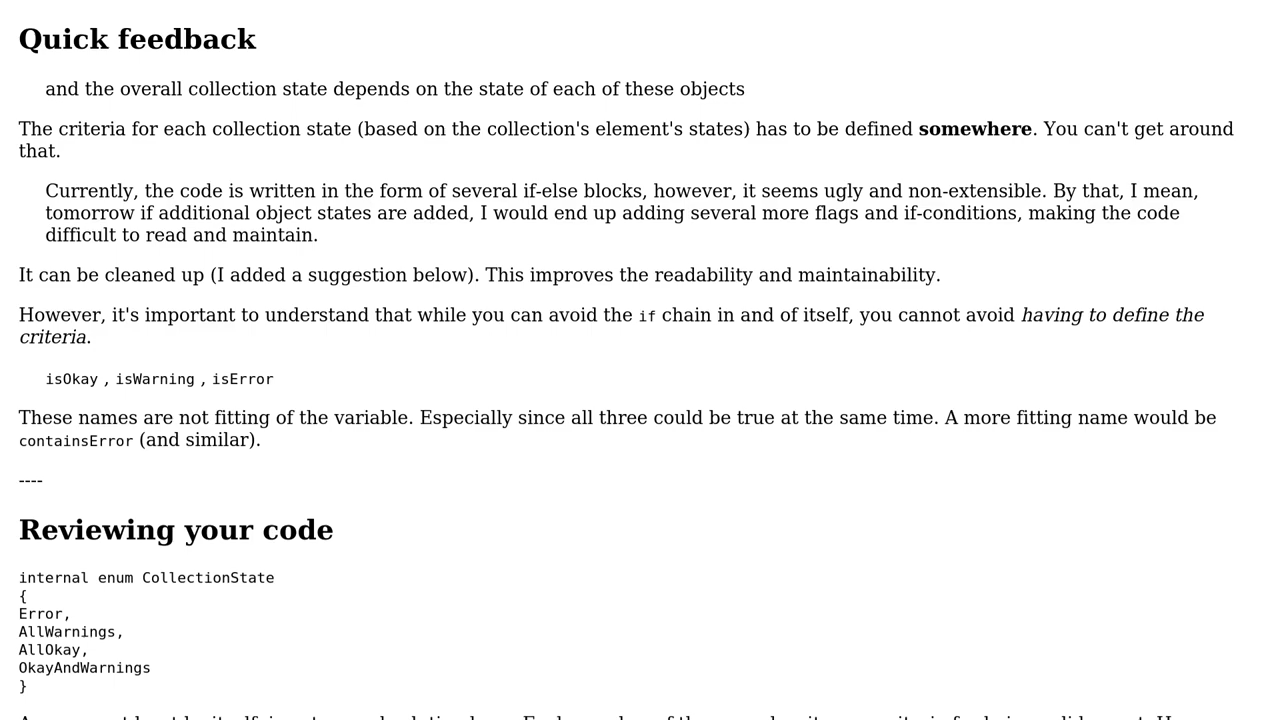 Quick feedback
and the overall collection state depends on the state of each of these objects
The criteria for each collection state (based on the collection's element's states) has to be defined somewhere. You can't get around
that.
Currently, the code is written in the form of several if-else blocks, however, it seems ugly and non-extensible. By that, I mean,
tomorrow if additional object states are added, I would end up adding several more flags and if-conditions, making the code
difficult to read and maintain.
It can be cleaned up (I added a suggestion below). This improves the readability and maintainability.
However, it's important to understand that while you can avoid the if chain in and of itself, you cannot avoid having to define the
criteria.
isOkay , isWarning , isError
These names are not fitting of the variable. Especially since all three could be true at the same time. A more fitting name would be
containsError (and similar).
----
Reviewing your code
internal enum CollectionState
{
Error,
AllWarnings,
AllOkay,
OkayAndWarnings
}